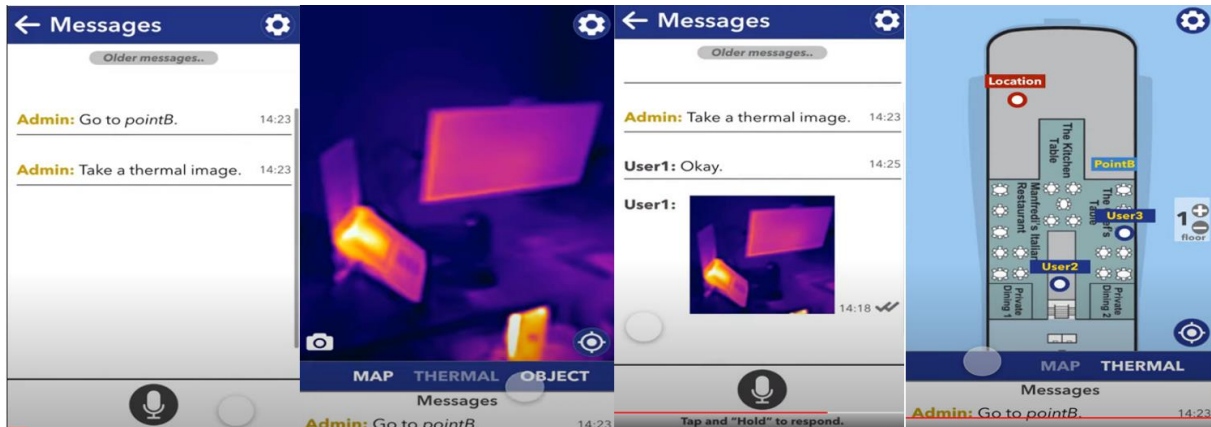 Messages
Older messages..
Admin: Go to pointB. 14:23
Admin: Take a thermal image. 14:23
MAP THERMAL OBJECT
Messages
Admin: Go to pointB 14:23
Messages
Older messages..
Admin: Take a thermal image. 14:23
User1: Okay. 14:25
User1:
14:18
Tap and "Hold" to respond.
Location
The Kitchen
Table
PointB
Manfredi's Italian
Restaurant
The Chef's
Table
User3
1
floor
User2
Private
Dining 1
Private
Dining 2
MAP THERMAL
Messages
Admin: Go to pointB. 14:23